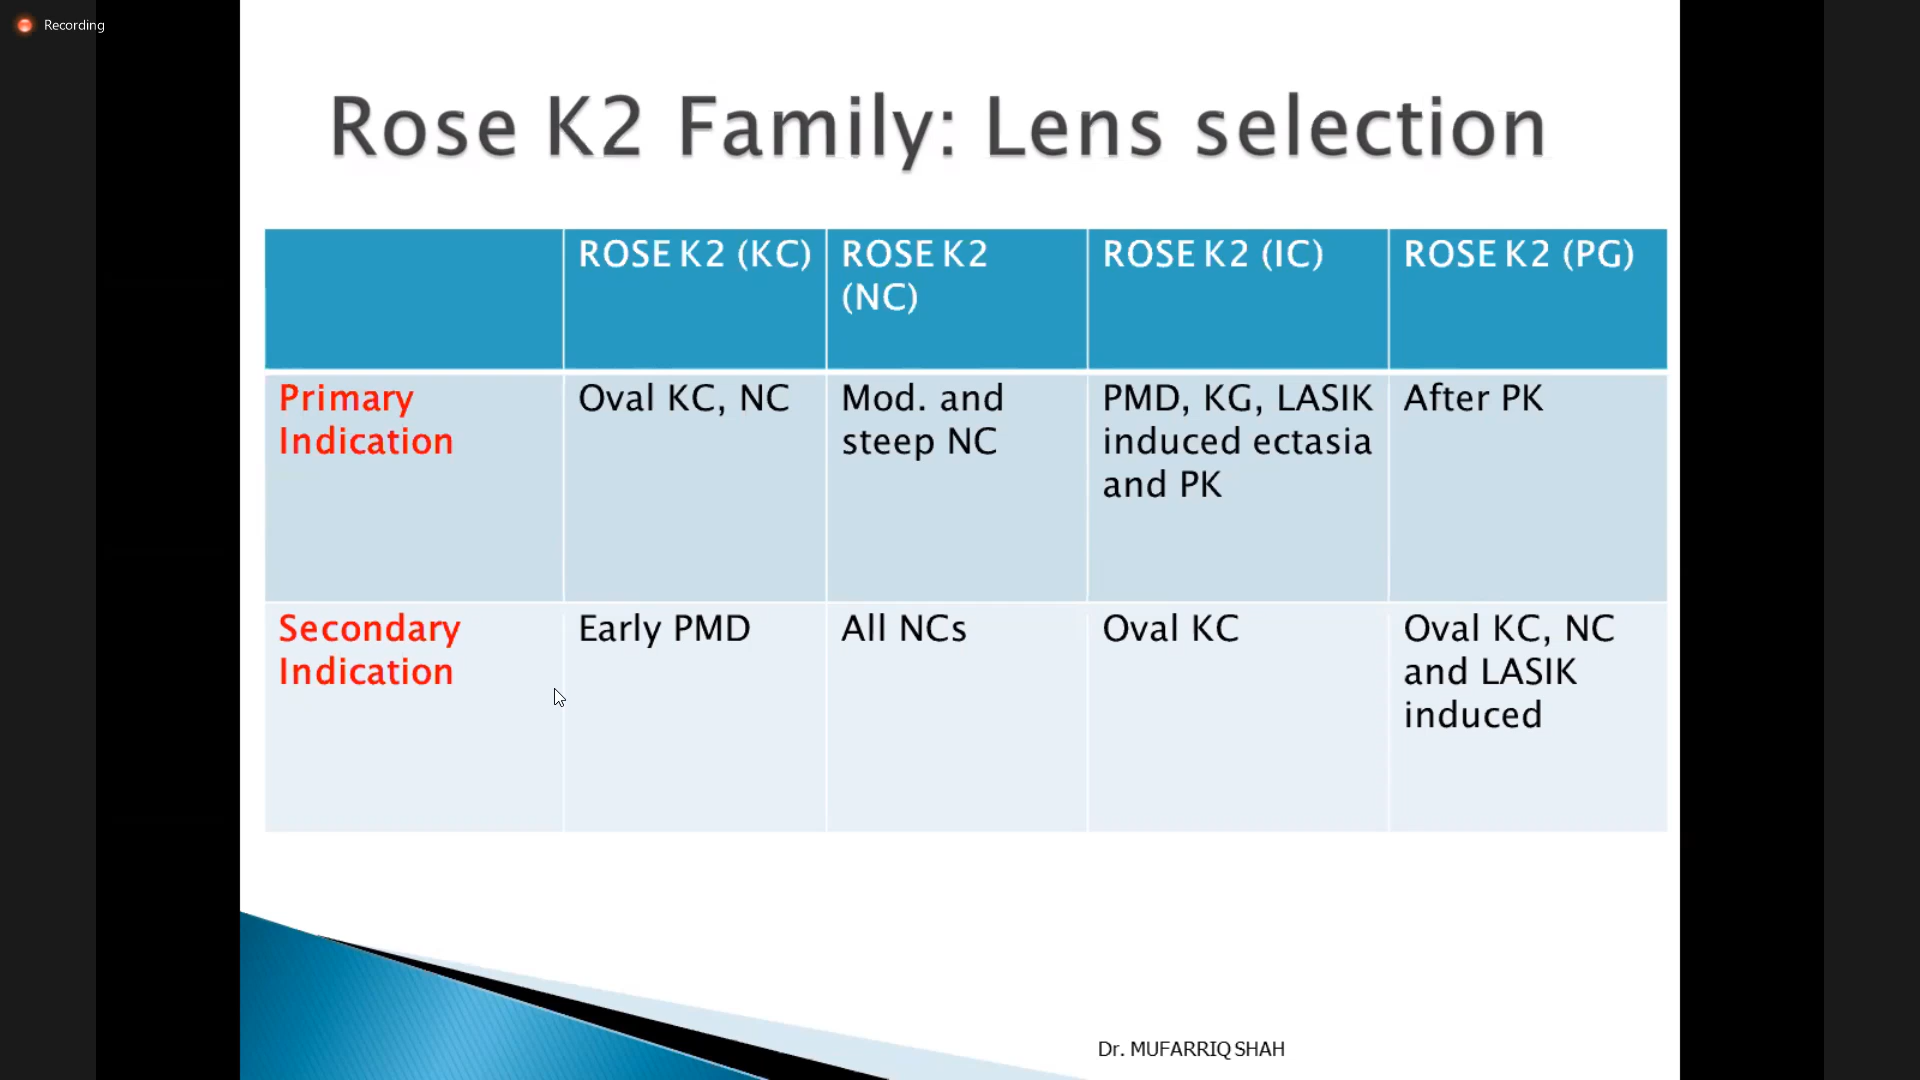 Recording
Rose K2 Family: Lens selection
ROSE K2 (KC)
ROSE K2
(NC)
ROSE K2 (IC)
ROSE K2 (PG)
Primary
Indication
Oval KC, NC
Mod. and
steep NC
PMD, KG, LASIK
induced ectasia
and PK
After PK
Secondary
Indication
Early PMD
All NCs
Oval KC
Oval KC, NC
and LASIK
induced
Dr. MUFARRIQ SHAH